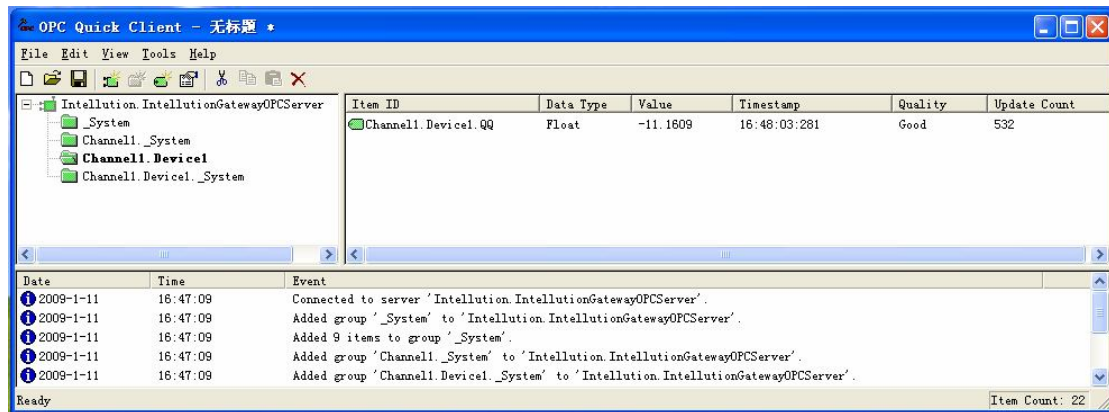 OPC Quick Client - 无标题 *
File Edit View Tools Help
Intellution.IntellutionGatewayOPCServer
_System
Channel1._System
Channel1.Device1
Channel1.Device1._System
Item ID Data Type Value Timestamp Quality Update Count
Channel1.Device1.QQ Float -11.1609 16:48:03:281 Good 532
Date Time Event
2009-1-11 16:47:09 Connected to server 'Intellution.IntellutionGatewayOPCServer'.
2009-1-11 16:47:09 Added group '_System' to 'Intellution.IntellutionGatewayOPCServer'.
2009-1-11 16:47:09 Added 9 items to group '_System'.
2009-1-11 16:47:09 Added group 'Channel1._System' to 'Intellution.IntellutionGatewayOPCServer'.
2009-1-11 16:47:09 Added group 'Channel1.Device1._System' to 'Intellution.IntellutionGatewayOPCServer'.
Ready Item Count: 22